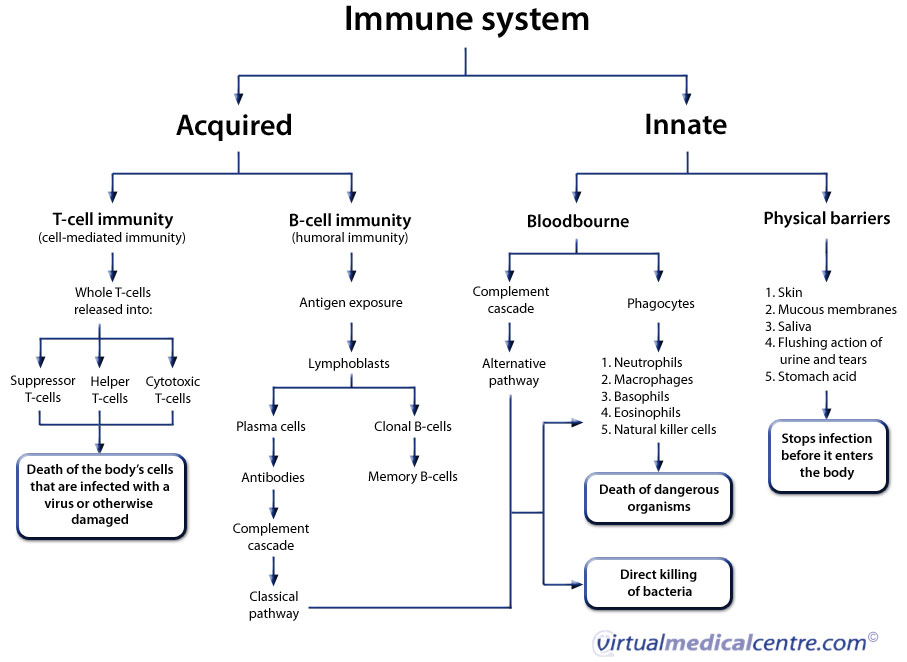 Immune system
Acquired
Innate
T-cell immunity
(cell-mediated immunity)
B-cell immunity
(humoral immunity)
Bloodbourne
Physical barriers
Whole T-cells
released into:
Antigen exposure
Complement
cascade
Phagocytes
1. Skin
2. Mucous membranes
3. Saliva
4. Flushing action of
urine and tears
5. Stomach acid
Suppressor
T-cells
Helper
T-cells
Cytotoxic
T-cells
Lymphoblasts
Alternative
pathway
1. Neutrophils
2. Macrophages
3. Basophils
4. Eosinophils
5. Natural killer cells
Plasma cells
Clonal B-cells
Stops infection
before it enters
the body
Death of the body's cells
that are infected with a
virus or otherwise
damaged
Antibodies
Memory B-cells
Death of dangerous
organisms
Complement
cascade
Direct killing
of bacteria
Classical
pathway
virtualmedicalcentre.com©